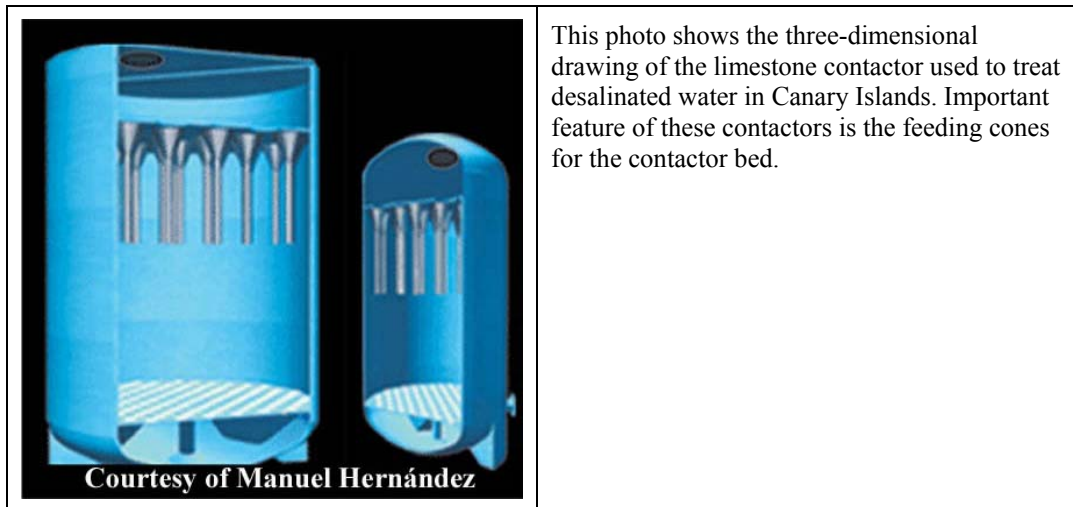 This photo shows the three-dimensional
drawing of the limestone contactor used to treat
desalinated water in Canary Islands. Important
feature of these contactors is the feeding cones
for the contactor bed.
Courtesy of Manuel Hernández